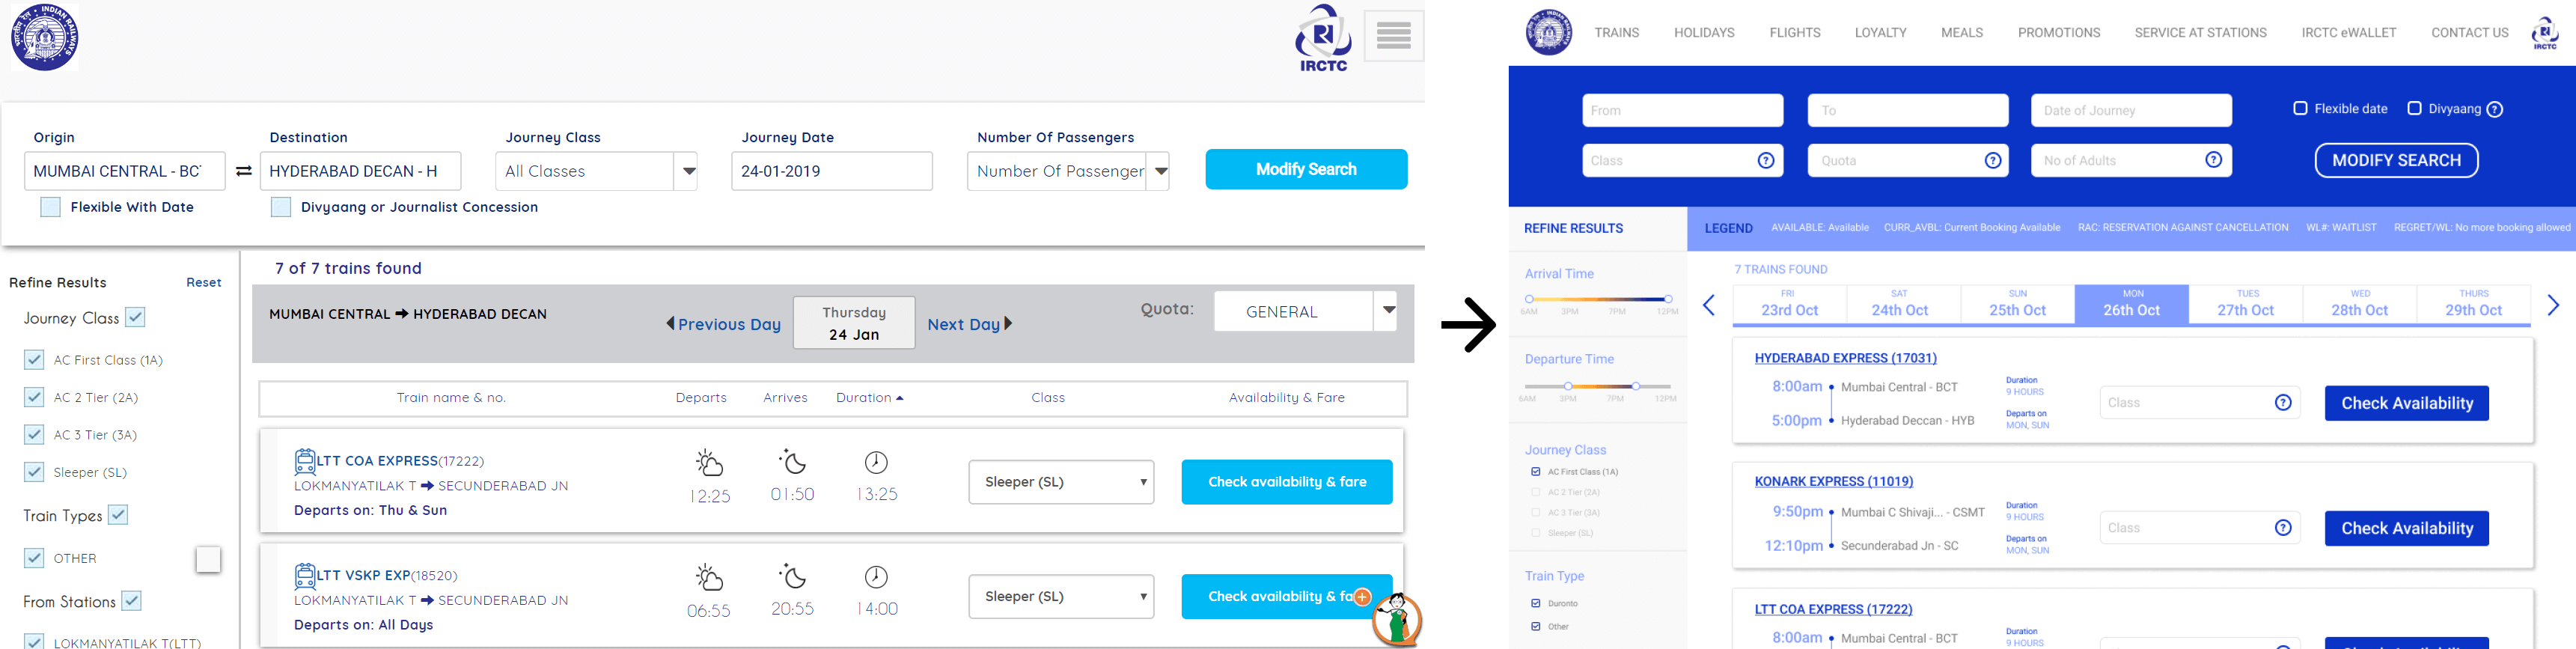 INDIAN RAILWAYS
IRCTC
Origin
Destination
Journey Class
Journey Date
Number Of Passengers
MUMBAI CENTRAL - BC
HYDERABAD DECAN - H
All Classes
24-01-2019
Number Of Passenger
Modify Search
Flexible With Date
Divyaang or Journalist Concession
Refine Results
Reset
Journey Class
AC First Class (1A)
AC 2 Tier (2A)
AC 3 Tier (3A)
Sleeper (SL)
Train Types
OTHER
From Stations
LOKMANYATILAK T(LTT)
7 of 7 trains found
MUMBAI CENTRAL ➔ HYDERABAD DECAN
Previous Day
Thursday
24 Jan
Next Day
Quota:
GENERAL
Train name & no.
Departs
Arrives
Duration
Class
Availability & Fare
LTT COA EXPRESS(17222)
LOKMANYATILAK T ➔ SECUNDERABAD JN
Departs on: Thu & Sun
12:25
01:50
13:25
Sleeper (SL)
Check availability & fare
LTT VSKP EXP(18520)
LOKMANYATILAK T ➔ SECUNDERABAD JN
Departs on: All Days
06:55
20:55
14:00
Sleeper (SL)
Check availability & fa
TRAINS
HOLIDAYS
FLIGHTS
LOYALTY
MEALS
PROMOTIONS
SERVICE AT STATIONS
IRCTC eWALLET
CONTACT US
IRCTC
From
To
Date of Journey
Flexible date
Divyaang ?
Class ?
Quota ?
No of Adults ?
MODIFY SEARCH
REFINE RESULTS
LEGEND
AVAILABLE: Available
CURR_AVBL: Current Booking Available
RAC: RESERVATION AGAINST CANCELLATION
WL#: WAITLIST
REGRET/WL: No more booking allowed
Arrival Time
6AM 3PM 7PM 12PM
Departure Time
6AM 3PM 7PM 12PM
Journey Class
AC First Class (1A)
AC 2 Tier (2A)
AC 3 Tier (3A)
Sleeper (SL)
Train Type
Duronto
Other
7 TRAINS FOUND
FRI
23rd Oct
SAT
24th Oct
SUN
25th Oct
MON
26th Oct
TUES
27th Oct
WED
28th Oct
THURS
29th Oct
HYDERABAD EXPRESS (17031)
8:00am
Mumbai Central - BCT
5:00pm
Hyderabad Deccan - HYB
Duration
9 HOURS
Departs on
MON, SUN
Class ?
Check Availability
KONARK EXPRESS (11019)
9:50pm
Mumbai C Shivaji... - CSMT
12:10pm
Secunderabad Jn - SC
Duration
9 HOURS
Departs on
MON, SUN
Class ?
Check Availability
LTT COA EXPRESS (17222)
8:00am
Mumbai Central - BCT
Duration
9 HOURS